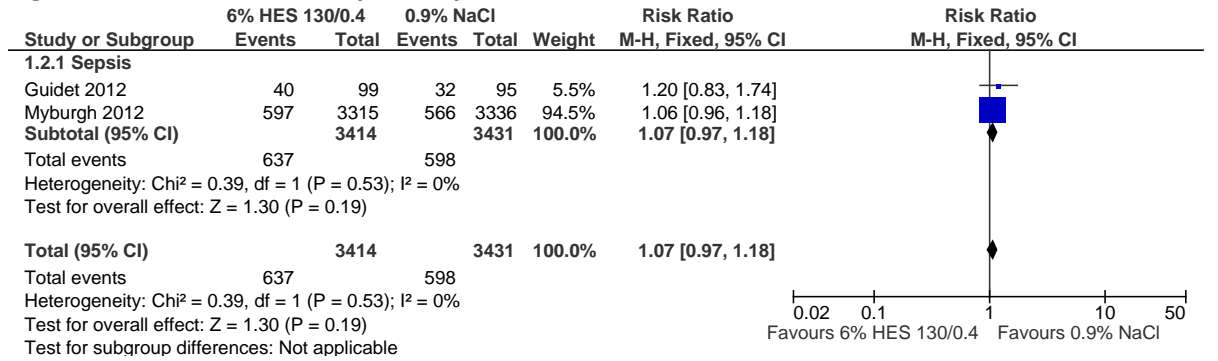 6% HES 130/0.4 0.9% NaCl Risk Ratio Risk Ratio
Study or Subgroup Events Total Events Total Weight M-H, Fixed, 95% CI M-H, Fixed, 95% CI
1.2.1 Sepsis
Guidet 2012 40 99 32 95 5.5% 1.20 [0.83, 1.74]
Myburgh 2012 597 3315 566 3336 94.5% 1.06 [0.96, 1.18]
Subtotal (95% CI) 3414 3431 100.0% 1.07 [0.97, 1.18]
Total events 637 598
Heterogeneity: Chi² = 0.39, df = 1 (P = 0.53); I² = 0%
Test for overall effect: Z = 1.30 (P = 0.19)
Total (95% CI) 3414 3431 100.0% 1.07 [0.97, 1.18]
Total events 637 598
Heterogeneity: Chi² = 0.39, df = 1 (P = 0.53); I² = 0%
Test for overall effect: Z = 1.30 (P = 0.19)
Test for subgroup differences: Not applicable
0.02 0.1 1 10 50
Favours 6% HES 130/0.4 Favours 0.9% NaCl